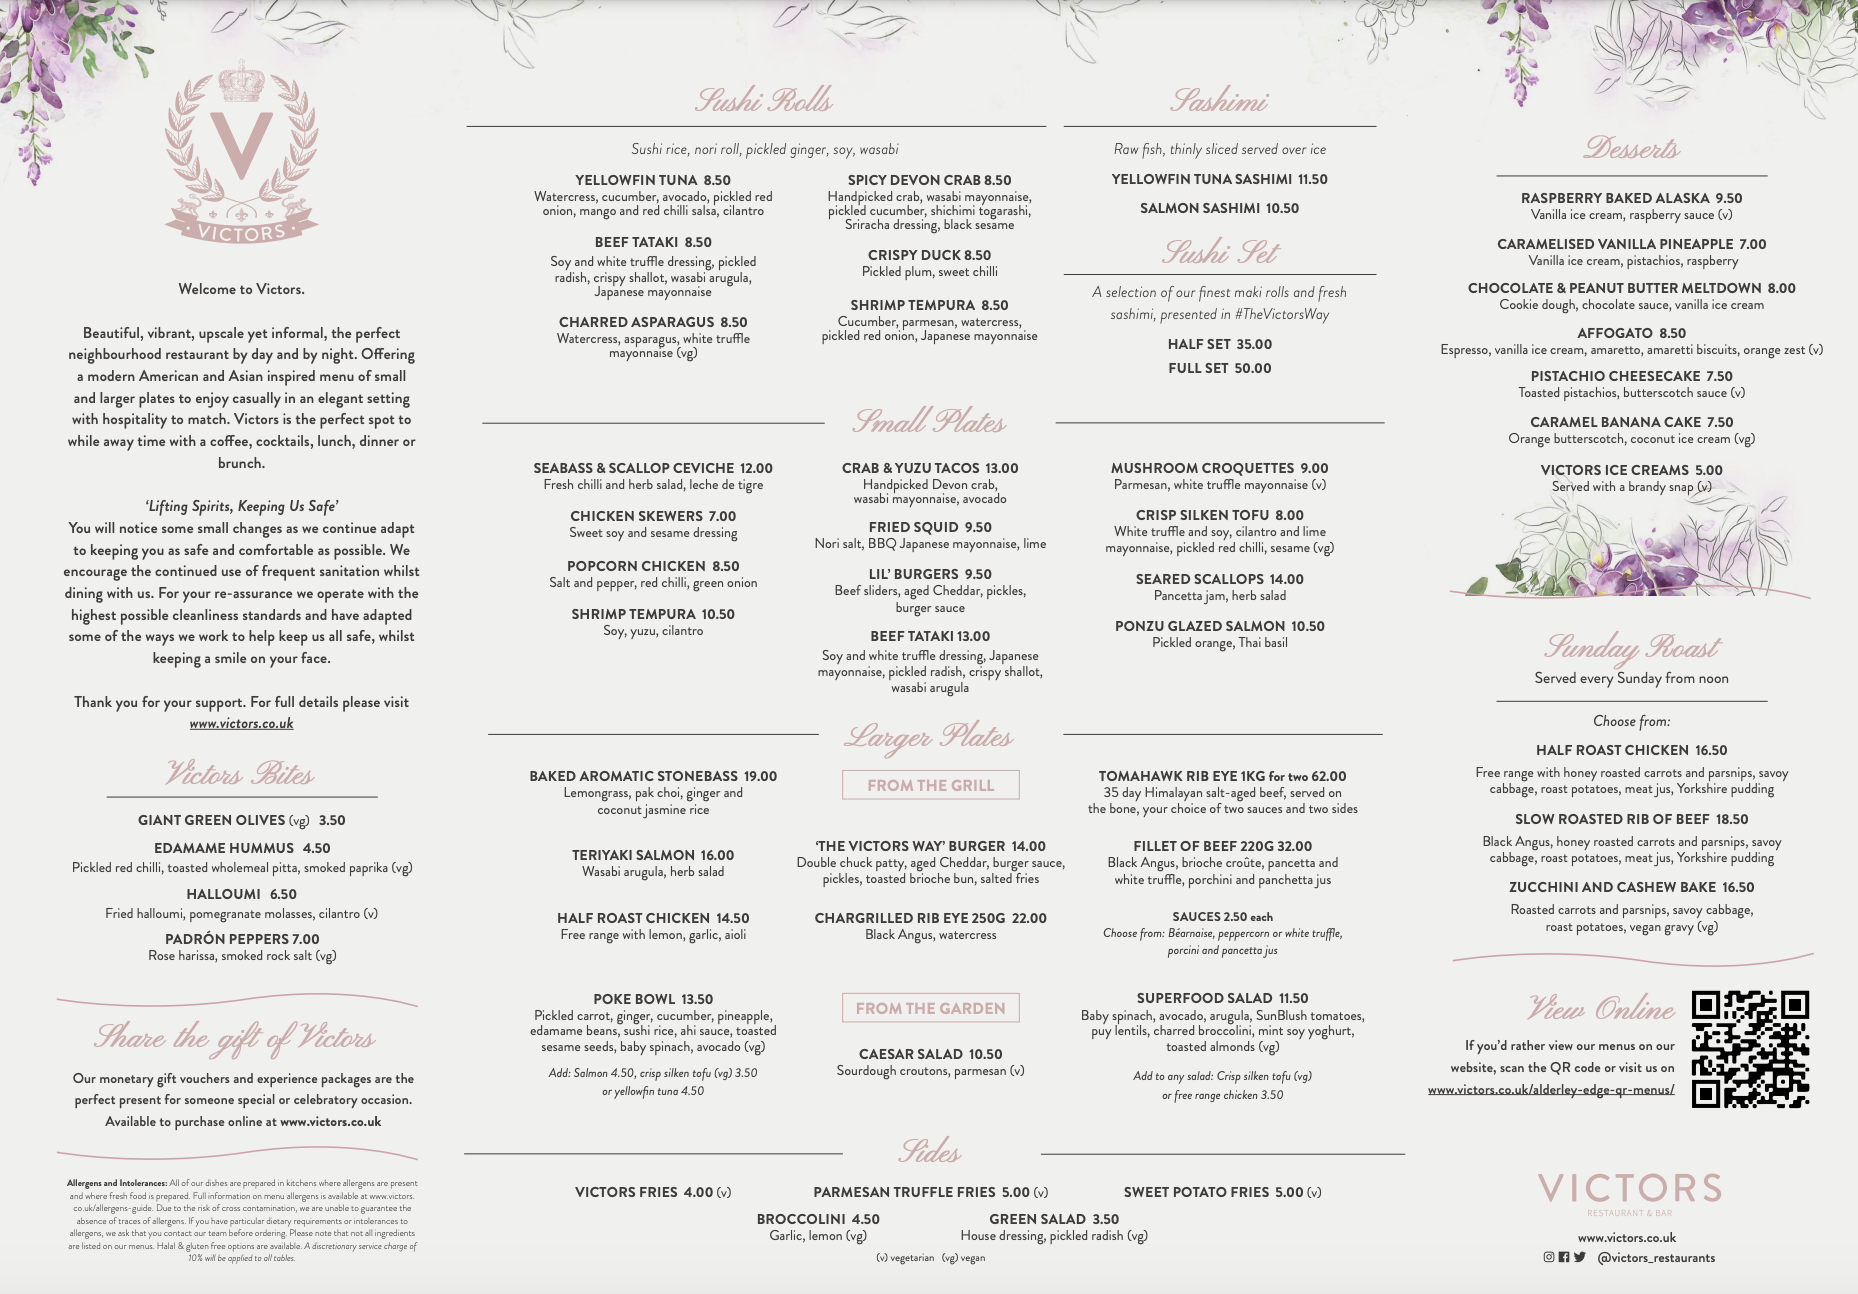 V
VICTORS
Welcome to Victors.
Beautiful, vibrant, upscale yet informal, the perfect
neighbourhood restaurant by day and by night. Offering
a modern American and Asian inspired menu of small
and larger plates to enjoy casually in an elegant setting
with hospitality to match. Victors is the perfect spot to
while away time with a coffee, cocktails, lunch, dinner or
brunch.
'Lifting Spirits, Keeping Us Safe'
You will notice some small changes as we continue adapt
to keeping you as safe and comfortable as possible. We
encourage the continued use of frequent sanitation whilst
dining with us. For your re-assurance we operate with the
highest possible cleanliness standards and have adapted
some of the ways we work to help keep us all safe, whilst
keeping a smile on your face.
Thank you for your support. For full details please visit
www.victors.co.uk
Victors Bites
GIANT GREEN OLIVES (vg) 3.50
EDAMAME HUMMUS 4.50
Pickled red chilli, toasted wholemeal pitta, smoked paprika (vg)
HALLOUMI 6.50
Fried halloumi, pomegranate molasses, cilantro (v)
PADRÓN PEPPERS 7.00
Rose harissa, smoked rock salt (vg)
Share the gift of Victors
Our monetary gift vouchers and experience packages are the
perfect present for someone special or celebratory occasion.
Available to purchase online at www.victors.co.uk
Allergens and Intolerances: All of our dishes are prepared in kitchens where allergens are present
and where fresh food is prepared. Full information on menu allergens is available at www.victors.
co.uk/allergens-guide. Due to the risk of cross contamination, we are unable to guarantee the
absence of traces of allergens. If you have particular dietary requirements or intolerances to
allergens, we ask that you contact our team before ordering. Please note that not all ingredients
are listed on our menus. Halal & gluten free options are available. A discretionary service charge of
10% will be applied to all tables.
Sushi Rolls
Sushi rice, nori roll, pickled ginger, soy, wasabi
YELLOWFIN TUNA 8.50
Watercress, cucumber, avocado, pickled red
onion, mango and red chilli salsa, cilantro
BEEF TATAKI 8.50
Soy and white truffle dressing, pickled
radish, crispy shallot, wasabi arugula,
Japanese mayonnaise
CHARRED ASPARAGUS 8.50
Watercress, asparagus, white truffle
mayonnaise (vg)
SPICY DEVON CRAB 8.50
Handpicked crab, wasabi mayonnaise,
pickled cucumber, shichimi togarashi,
Sriracha dressing, black sesame
CRISPY DUCK 8.50
Pickled plum, sweet chilli
SHRIMP TEMPURA 8.50
Cucumber, parmesan, watercress,
pickled red onion, Japanese mayonnaise
Sashimi
Raw fish, thinly sliced served over ice
YELLOWFIN TUNA SASHIMI 11.50
SALMON SASHIMI 10.50
Sushi Set
A selection of our finest maki rolls and fresh
sashimi, presented in #TheVictorsWay
HALF SET 35.00
FULL SET 50.00
Small Plates
SEABASS & SCALLOP CEVICHE 12.00
Fresh chilli and herb salad, leche de tigre
CHICKEN SKEWERS 7.00
Sweet soy and sesame dressing
POPCORN CHICKEN 8.50
Salt and pepper, red chilli, green onion
SHRIMP TEMPURA 10.50
Soy, yuzu, cilantro
CRAB & YUZU TACOS 13.00
Handpicked Devon crab,
wasabi mayonnaise, avocado
FRIED SQUID 9.50
Nori salt, BBQ Japanese mayonnaise, lime
LIL' BURGERS 9.50
Beef sliders, aged Cheddar, pickles,
burger sauce
BEEF TATAKI 13.00
Soy and white truffle dressing, Japanese
mayonnaise, pickled radish, crispy shallot,
wasabi arugula
MUSHROOM CROQUETTES 9.00
Parmesan, white truffle mayonnaise (v)
CRISP SILKEN TOFU 8.00
White truffle and soy, cilantro and lime
mayonnaise, pickled red chilli, sesame (vg)
SEARED SCALLOPS 14.00
Pancetta jam, herb salad
PONZU GLAZED SALMON 10.50
Pickled orange, Thai basil
Larger Plates
BAKED AROMATIC STONEBASS 19.00
Lemongrass, pak choi, ginger and
coconut jasmine rice
TERIYAKI SALMON 16.00
Wasabi arugula, herb salad
HALF ROAST CHICKEN 14.50
Free range with lemon, garlic, aioli
POKE BOWL 13.50
Pickled carrot, ginger, cucumber, pineapple,
edamame beans, sushi rice, ahi sauce, toasted
sesame seeds, baby spinach, avocado (vg)
Add: Salmon 4.50, crisp silken tofu (vg) 3.50
or yellowfin tuna 4.50
FROM THE GRILL
'THE VICTORS WAY' BURGER 14.00
Double chuck patty, aged Cheddar, burger sauce,
pickles, toasted brioche bun, salted fries
CHARGRILLED RIB EYE 250G 22.00
Black Angus, watercress
FROM THE GARDEN
CAESAR SALAD 10.50
Sourdough croutons, parmesan (v)
TOMAHAWK RIB EYE 1KG for two 62.00
35 day Himalayan salt-aged beef, served on
the bone, your choice of two sauces and two sides
FILLET OF BEEF 220G 32.00
Black Angus, brioche croûte, pancetta and
white truffle, porchini and panchetta jus
SAUCES 2.50 each
Choose from: Béarnaise, peppercorn or white truffle,
porcini and pancetta jus
SUPERFOOD SALAD 11.50
Baby spinach, avocado, arugula, SunBlush tomatoes,
puy lentils, charred broccolini, mint soy yoghurt,
toasted almonds (vg)
Add to any salad: Crisp silken tofu (vg)
or free range chicken 3.50
Sides
VICTORS FRIES 4.00 (v)
PARMESAN TRUFFLE FRIES 5.00 (v)
SWEET POTATO FRIES 5.00 (v)
BROCCOLINI 4.50
Garlic, lemon (vg)
GREEN SALAD 3.50
House dressing, pickled radish (vg)
(v) vegetarian (vg) vegan
Desserts
RASPBERRY BAKED ALASKA 9.50
Vanilla ice cream, raspberry sauce (v)
CARAMELISED VANILLA PINEAPPLE 7.00
Vanilla ice cream, pistachios, raspberry
CHOCOLATE & PEANUT BUTTER MELTDOWN 8.00
Cookie dough, chocolate sauce, vanilla ice cream
AFFOGATO 8.50
Espresso, vanilla ice cream, amaretto, amaretti biscuits, orange zest (v)
PISTACHIO CHEESECAKE 7.50
Toasted pistachios, butterscotch sauce (v)
CARAMEL BANANA CAKE 7.50
Orange butterscotch, coconut ice cream (vg)
VICTORS ICE CREAMS 5.00
Served with a brandy snap (v)
Sunday Roast
Served every Sunday from noon
Choose from:
HALF ROAST CHICKEN 16.50
Free range with honey roasted carrots and parsnips, savoy
cabbage, roast potatoes, meat jus, Yorkshire pudding
SLOW ROASTED RIB OF BEEF 18.50
Black Angus, honey roasted carrots and parsnips, savoy
cabbage, roast potatoes, meat jus, Yorkshire pudding
ZUCCHINI AND CASHEW BAKE 16.50
Roasted carrots and parsnips, savoy cabbage,
roast potatoes, vegan gravy (vg)
View Online
If you'd rather view our menus on our
website, scan the QR code or visit us on
www.victors.co.uk/alderley-edge-qr-menus/
VICTORS
RESTAURANT & BAR
www.victors.co.uk
@victors_restaurants